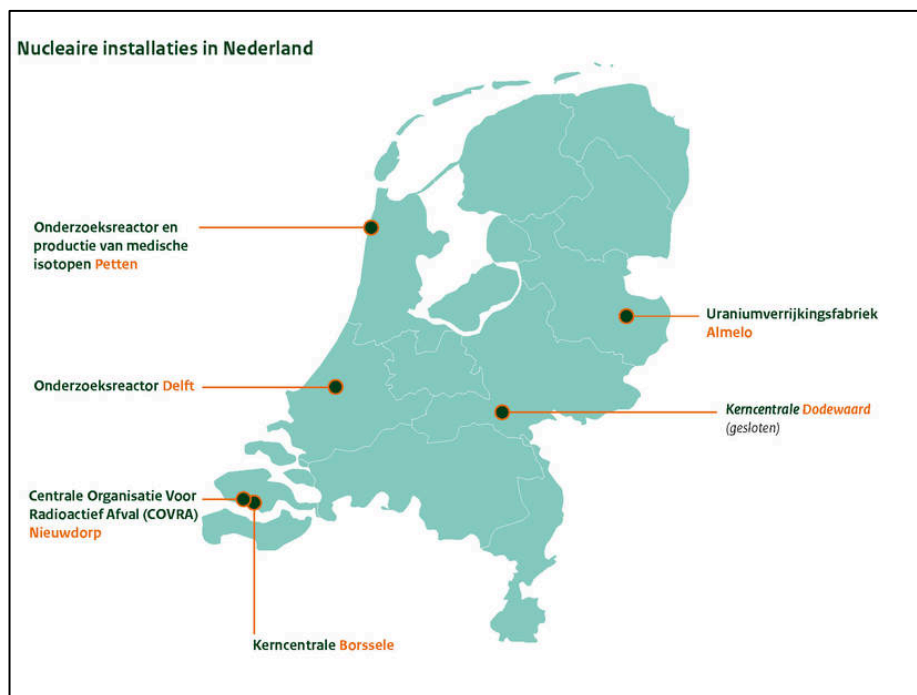 Nucleaire installaties in Nederland
Onderzoeksreactor en
productie van medische
isotopen Petten
Uraniumverrijkingsfabriek
Almelo
Onderzoeksreactor Delft
Kerncentrale Dodewaard
(gesloten)
Centrale Organisatie Voor
Radioactief Afval (COVRA)
Nieuwdorp
Kerncentrale Borssele